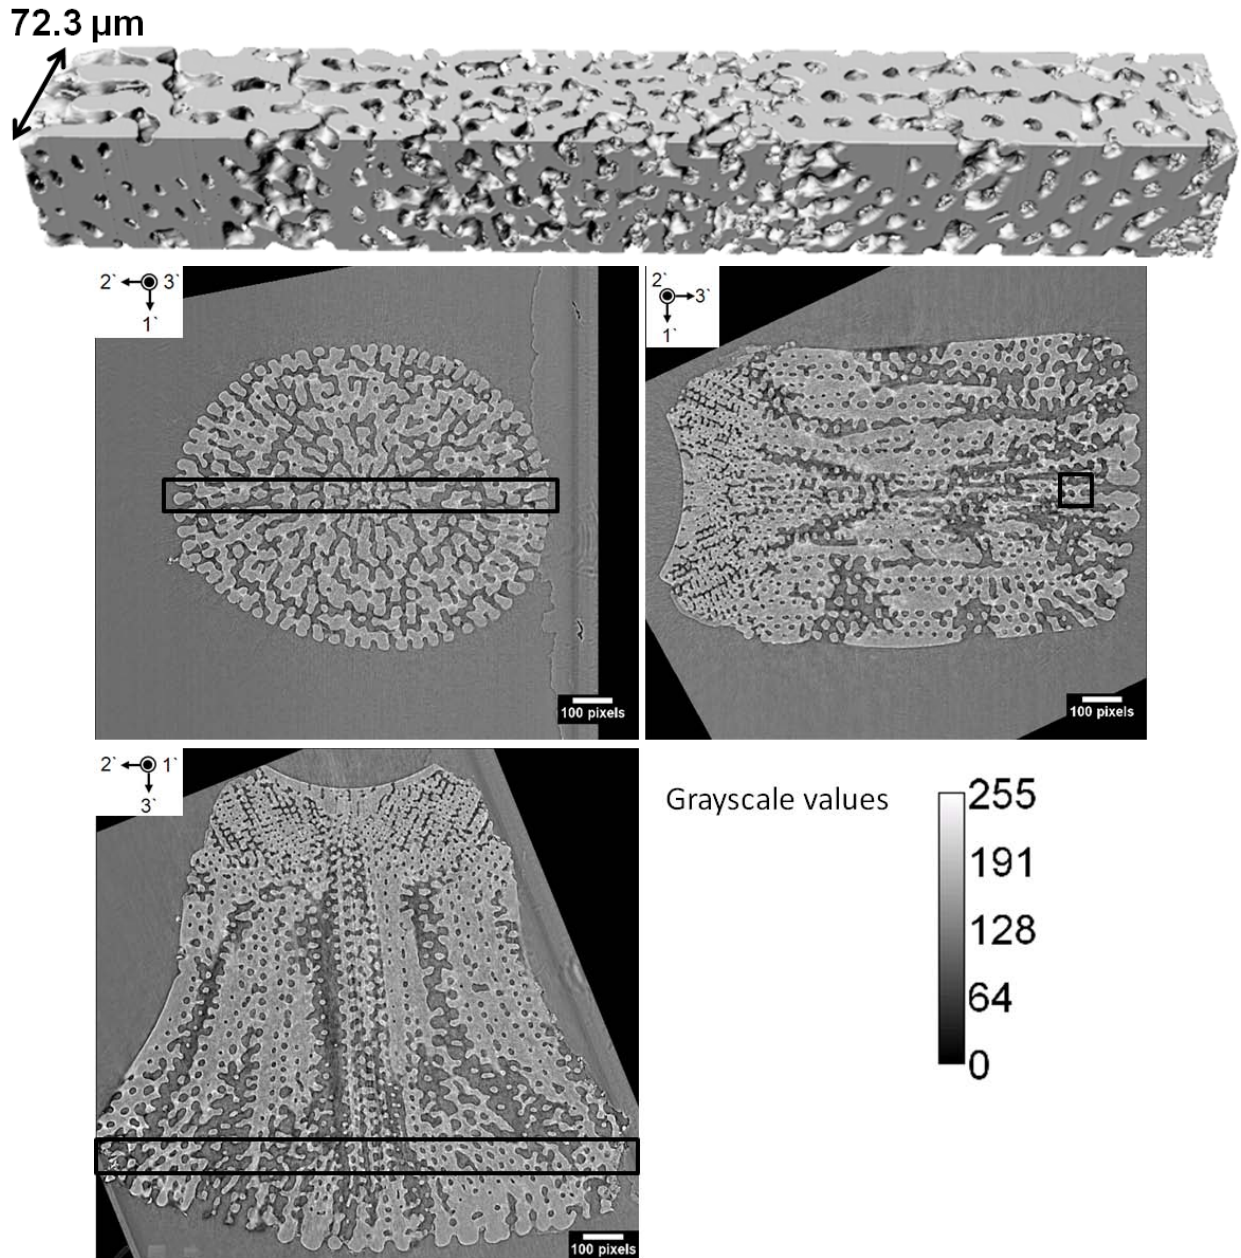 72.3 µm
2` 3`
1`
2`
3`
1`
100 pixels
100 pixels
2` 1`
3`
Grayscale values
255
191
128
64
0
100 pixels